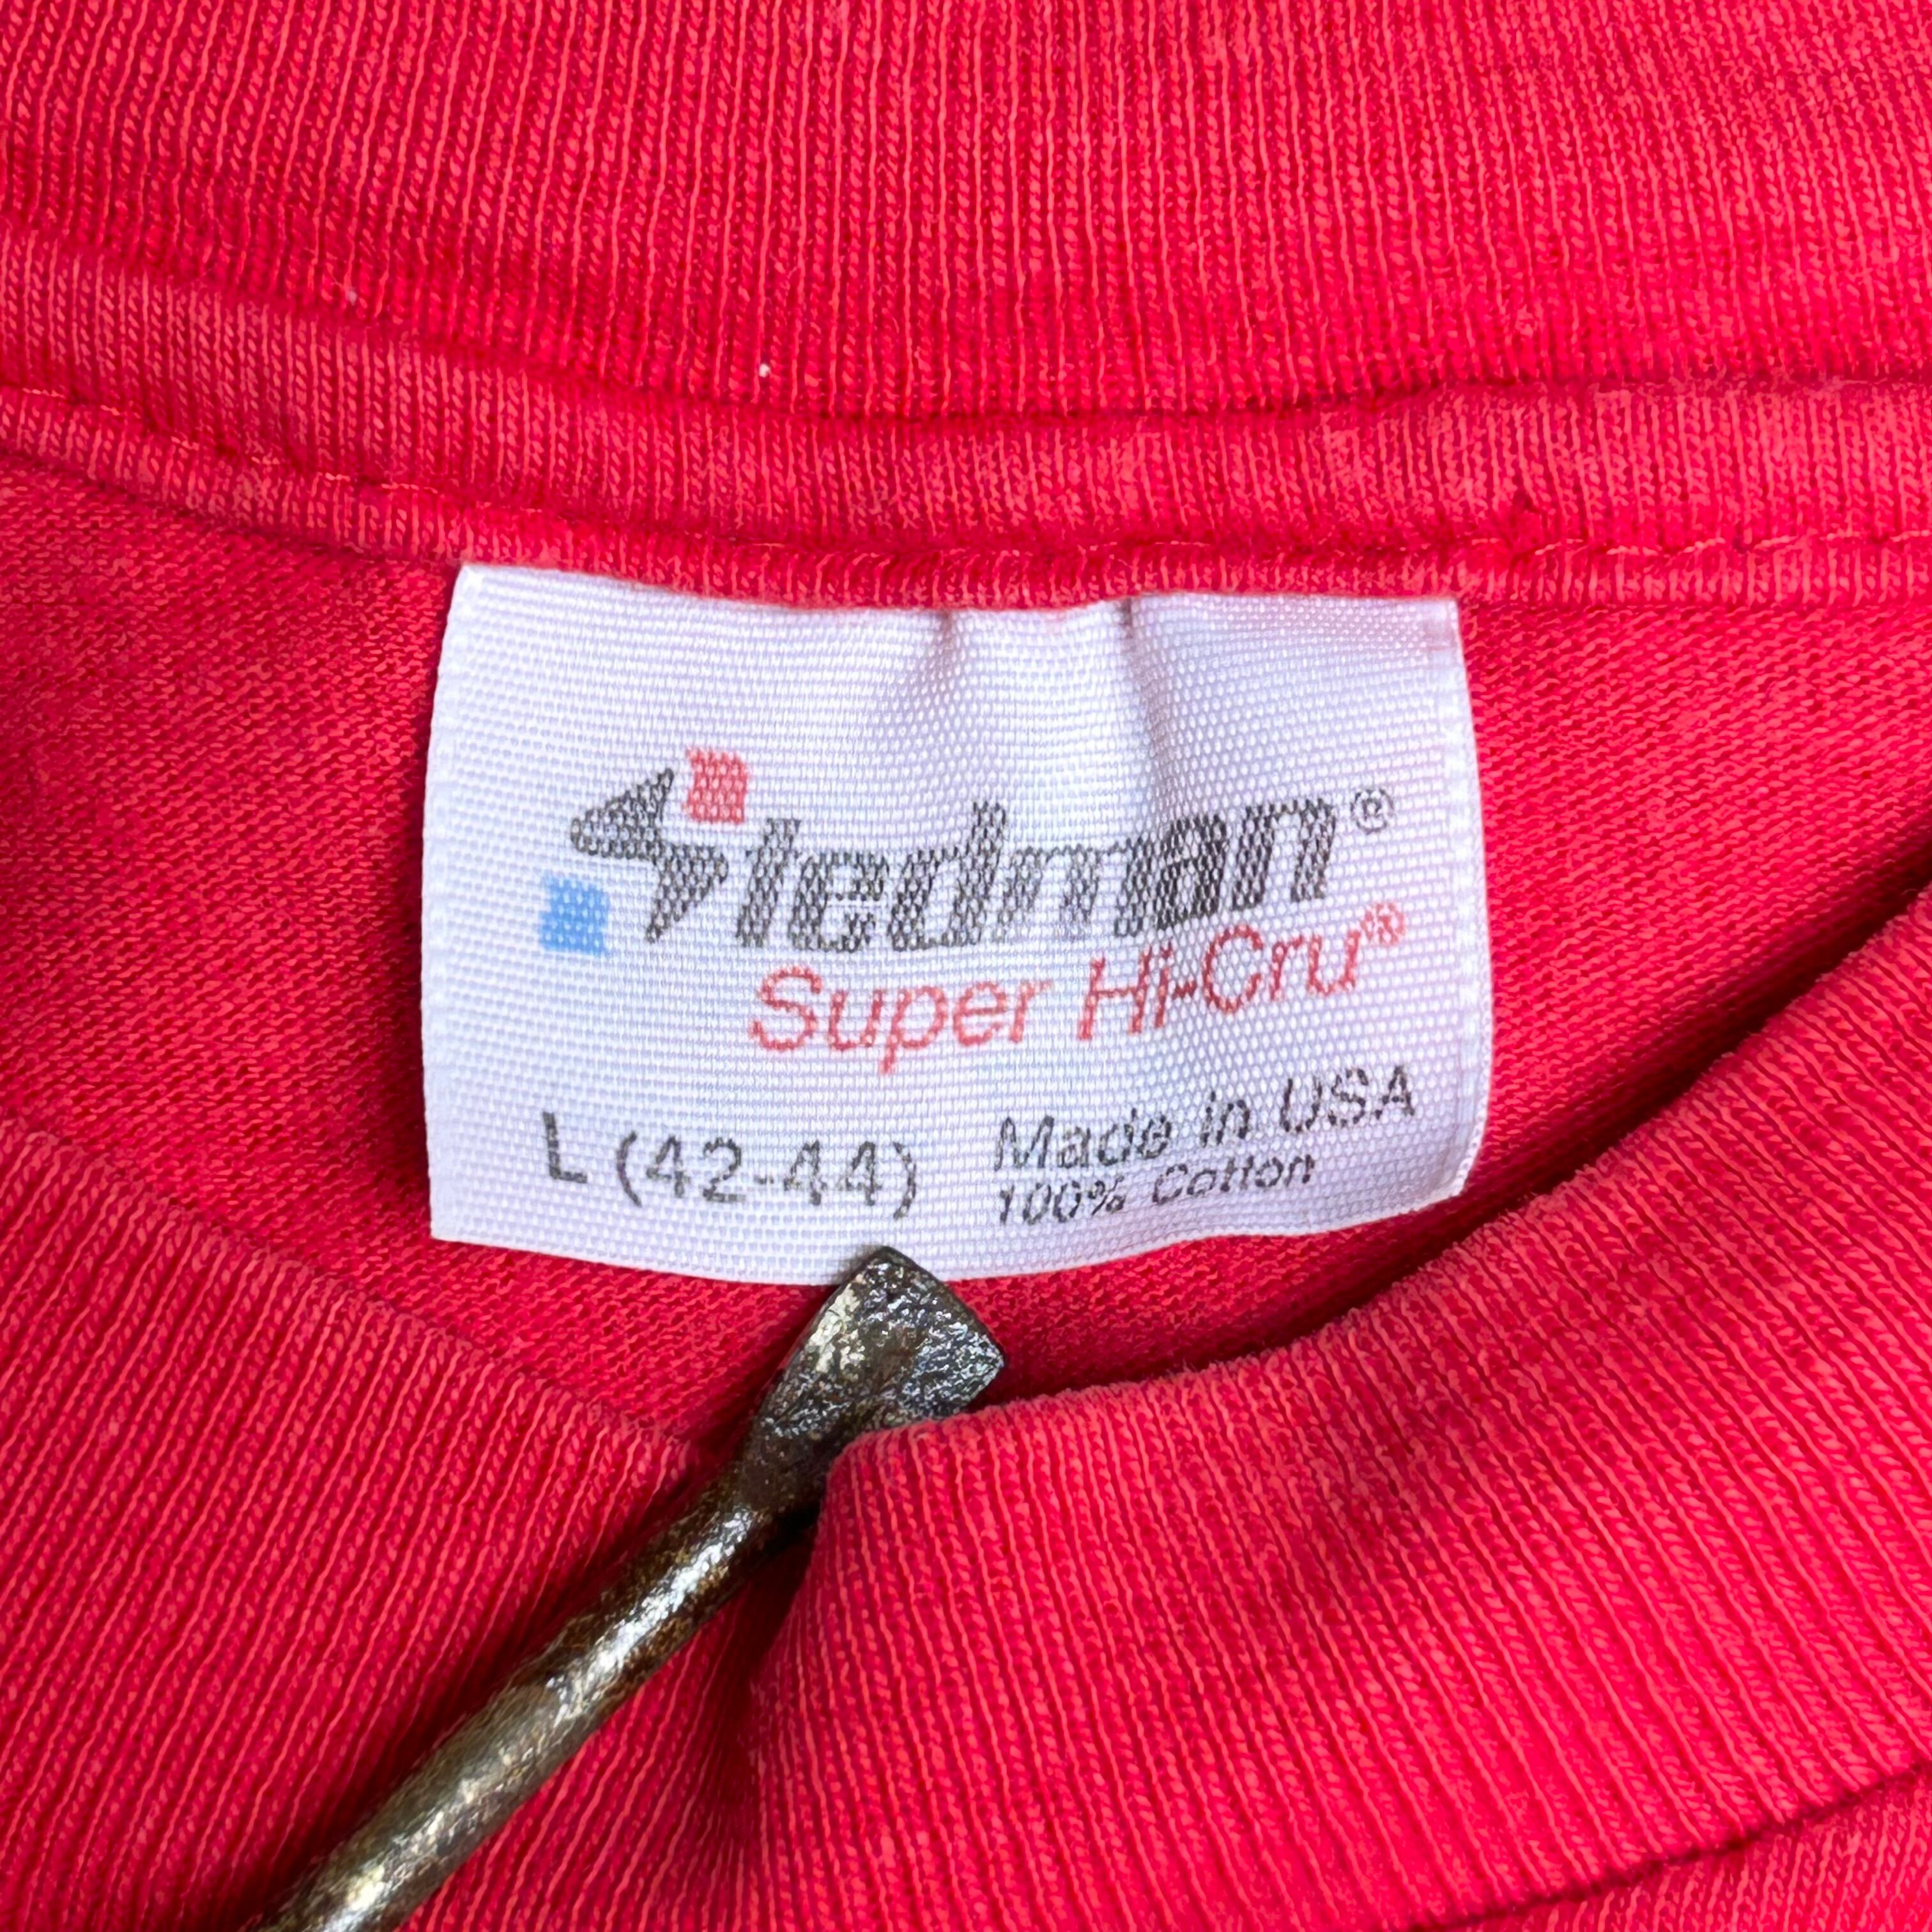 Stedman®
Super Hi-Cru®
L (42-44) Made in USA
100% Cotton